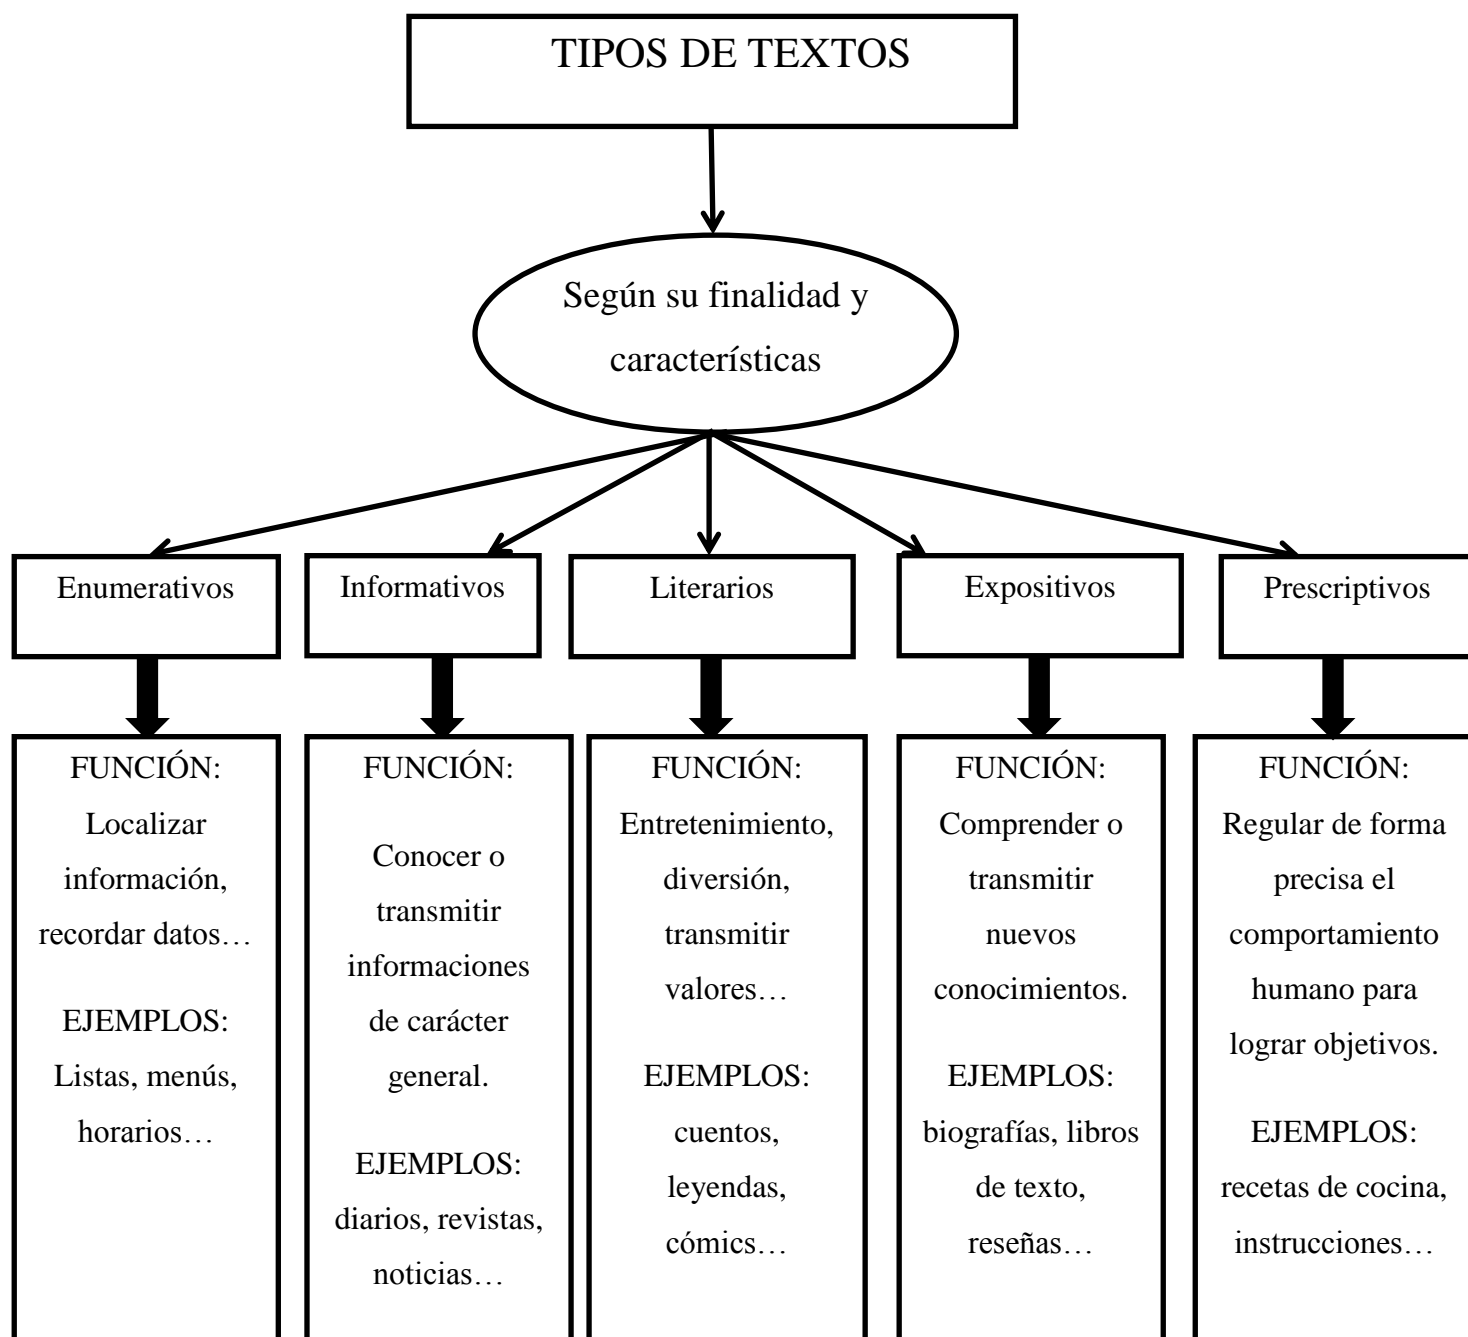 TIPOS DE TEXTOS
Según su finalidad y
características
Enumerativos
Informativos
Literarios
Expositivos
Prescriptivos
FUNCIÓN:
Localizar
información,
recordar datos…
EJEMPLOS:
Listas, menús,
horarios…
FUNCIÓN:
Conocer o
transmitir
informaciones
de carácter
general.
EJEMPLOS:
diarios, revistas,
noticias…
FUNCIÓN:
Entretenimiento,
diversión,
transmitir
valores…
EJEMPLOS:
cuentos,
leyendas,
cómics…
FUNCIÓN:
Comprender o
transmitir
nuevos
conocimientos.
EJEMPLOS:
biografías, libros
de texto,
reseñas…
FUNCIÓN:
Regular de forma
precisa el
comportamiento
humano para
lograr objetivos.
EJEMPLOS:
recetas de cocina,
instrucciones…